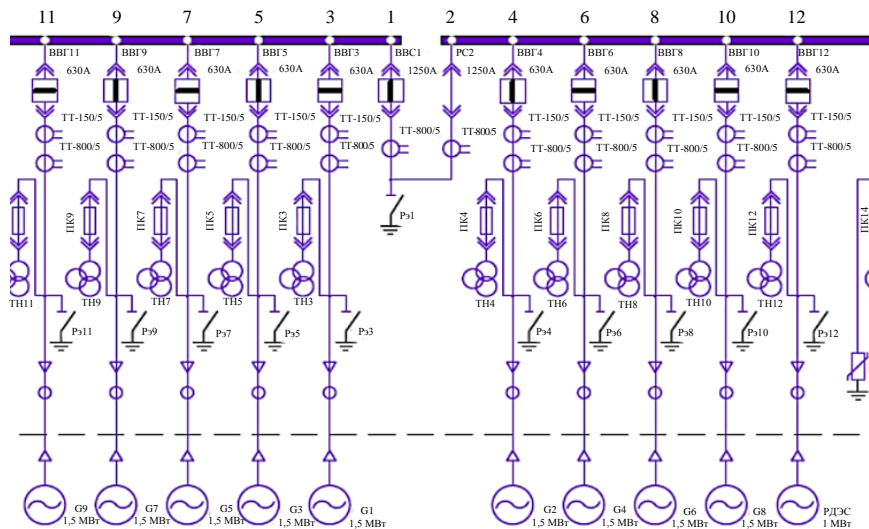 11 9 7 5 3 1 2 4 6 8 10 12
ВВГ11 ВВГ9 ВВГ7 ВВГ5 ВВГ3 ВВС1 РС2 ВВГ4 ВВГ6 ВВГ8 ВВГ10 ВВГ12
630А 630А 630А 630А 630А 1250А 1250А 630А 630А 630А 630А 630А
ТТ-150/5 ТТ-150/5 ТТ-150/5 ТТ-150/5 ТТ-150/5 ТТ-150/5 ТТ-150/5 ТТ-150/5 ТТ-150/5 ТТ-150/5
ТТ-800/5 ТТ-800/5
ТТ-800/5 ТТ-800/5 ТТ-800/5 ТТ-800/5 ТТ-800/5 ТТ-800/5 ТТ-800/5 ТТ-800/5 ТТ-800/5 ТТ-800/5
ПК9 ПК7 ПК5 ПК3 ПК4 ПК6 ПК8 ПК10 ПК12 ПК14
Рэ1
ТН11 ТН9 ТН7 ТН5 ТН3 ТН4 ТН6 ТН8 ТН10 ТН12
Рэ11 Рэ9 Рэ7 Рэ5 Рэ3 Рэ4 Рэ6 Рэ8 Рэ10 Рэ12
G9 G7 G5 G3 G1 G2 G4 G6 G8 РДЭС
1,5 МВт 1,5 МВт 1,5 МВт 1,5 МВт 1,5 МВт 1,5 МВт 1,5 МВт 1,5 МВт 1,5 МВт 1 МВт